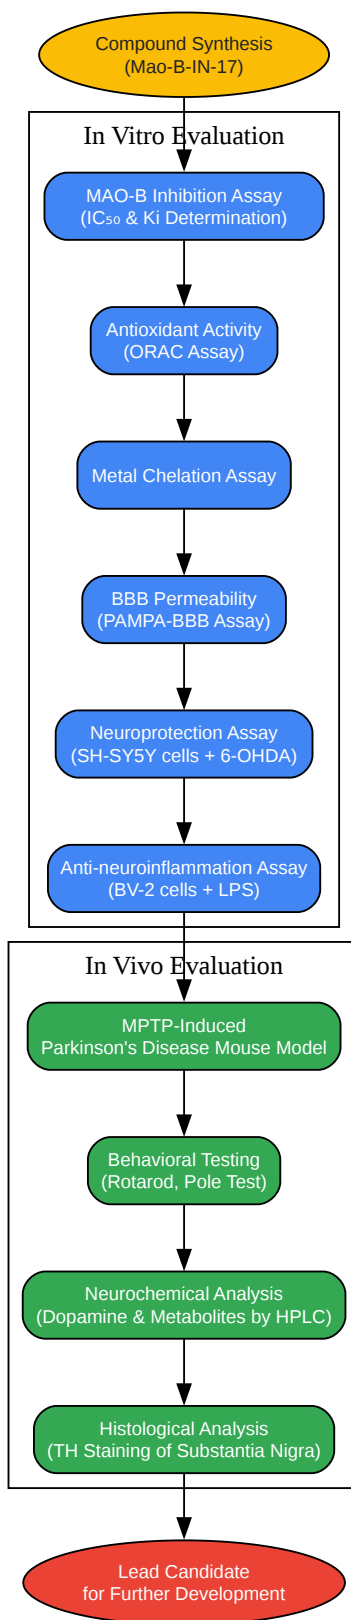 Compound Synthesis
(Mao-B-IN-17)
In Vitro Evaluation
MAO-B Inhibition Assay
(IC₅₀ & Ki Determination)
Antioxidant Activity
(ORAC Assay)
Metal Chelation Assay
BBB Permeability
(PAMPA-BBB Assay)
Neuroprotection Assay
(SH-SY5Y cells + 6-OHDA)
Anti-neuroinflammation Assay
(BV-2 cells + LPS)
In Vivo Evaluation
MPTP-Induced
Parkinson's Disease Mouse Model
Behavioral Testing
(Rotarod, Pole Test)
Neurochemical Analysis
(Dopamine & Metabolites by HPLC)
Histological Analysis
(TH Staining of Substantia Nigra)
Lead Candidate
for Further Development